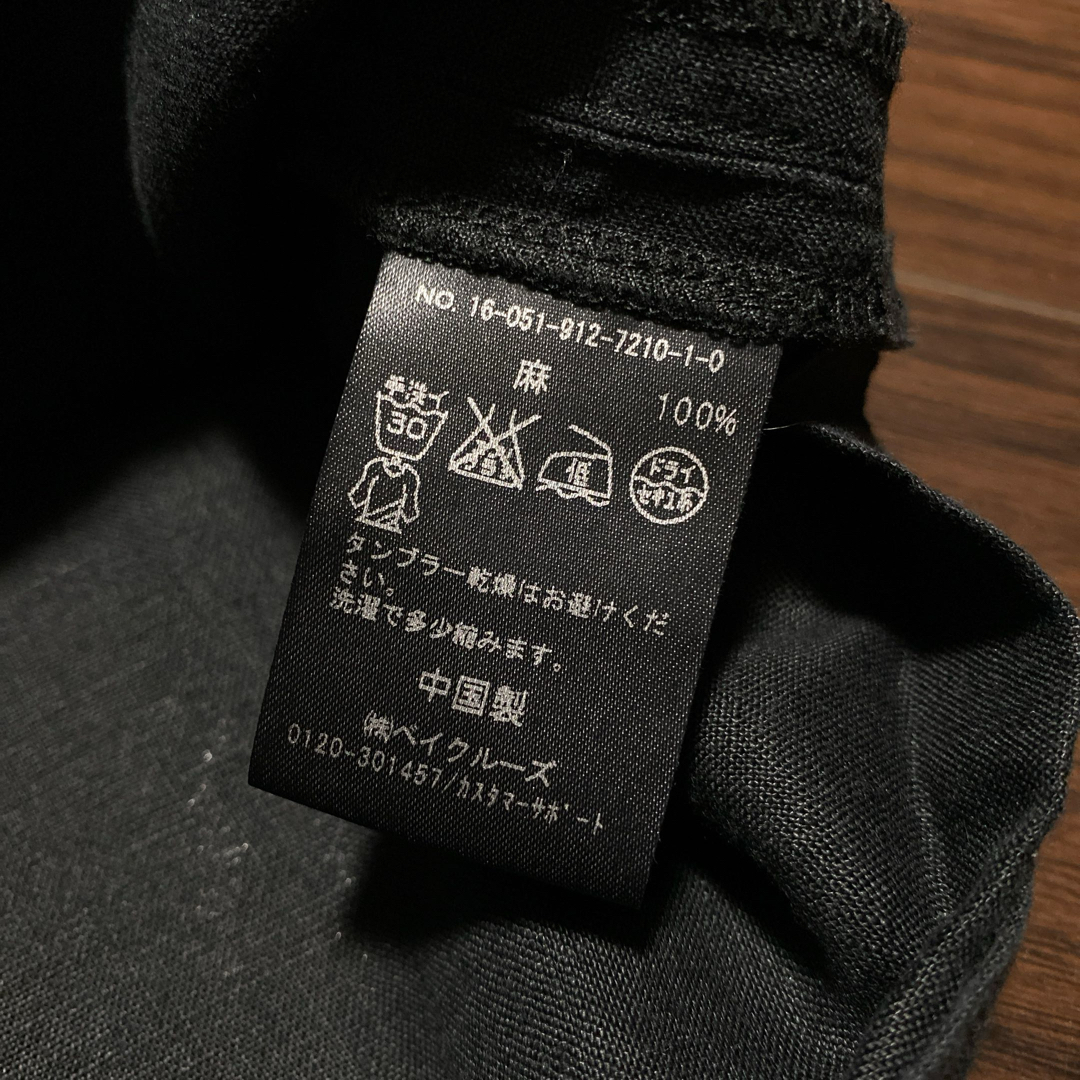 NO 16-051-912-7210-1-0
麻
100%
手洗イ
30
低
ドライ
セキユ系
タンブラー乾燥はお避けくだ
さい。
洗濯で多少縮みます。
中国製
㈱ベイクルーズ
0120-301457/カスタマーサポート